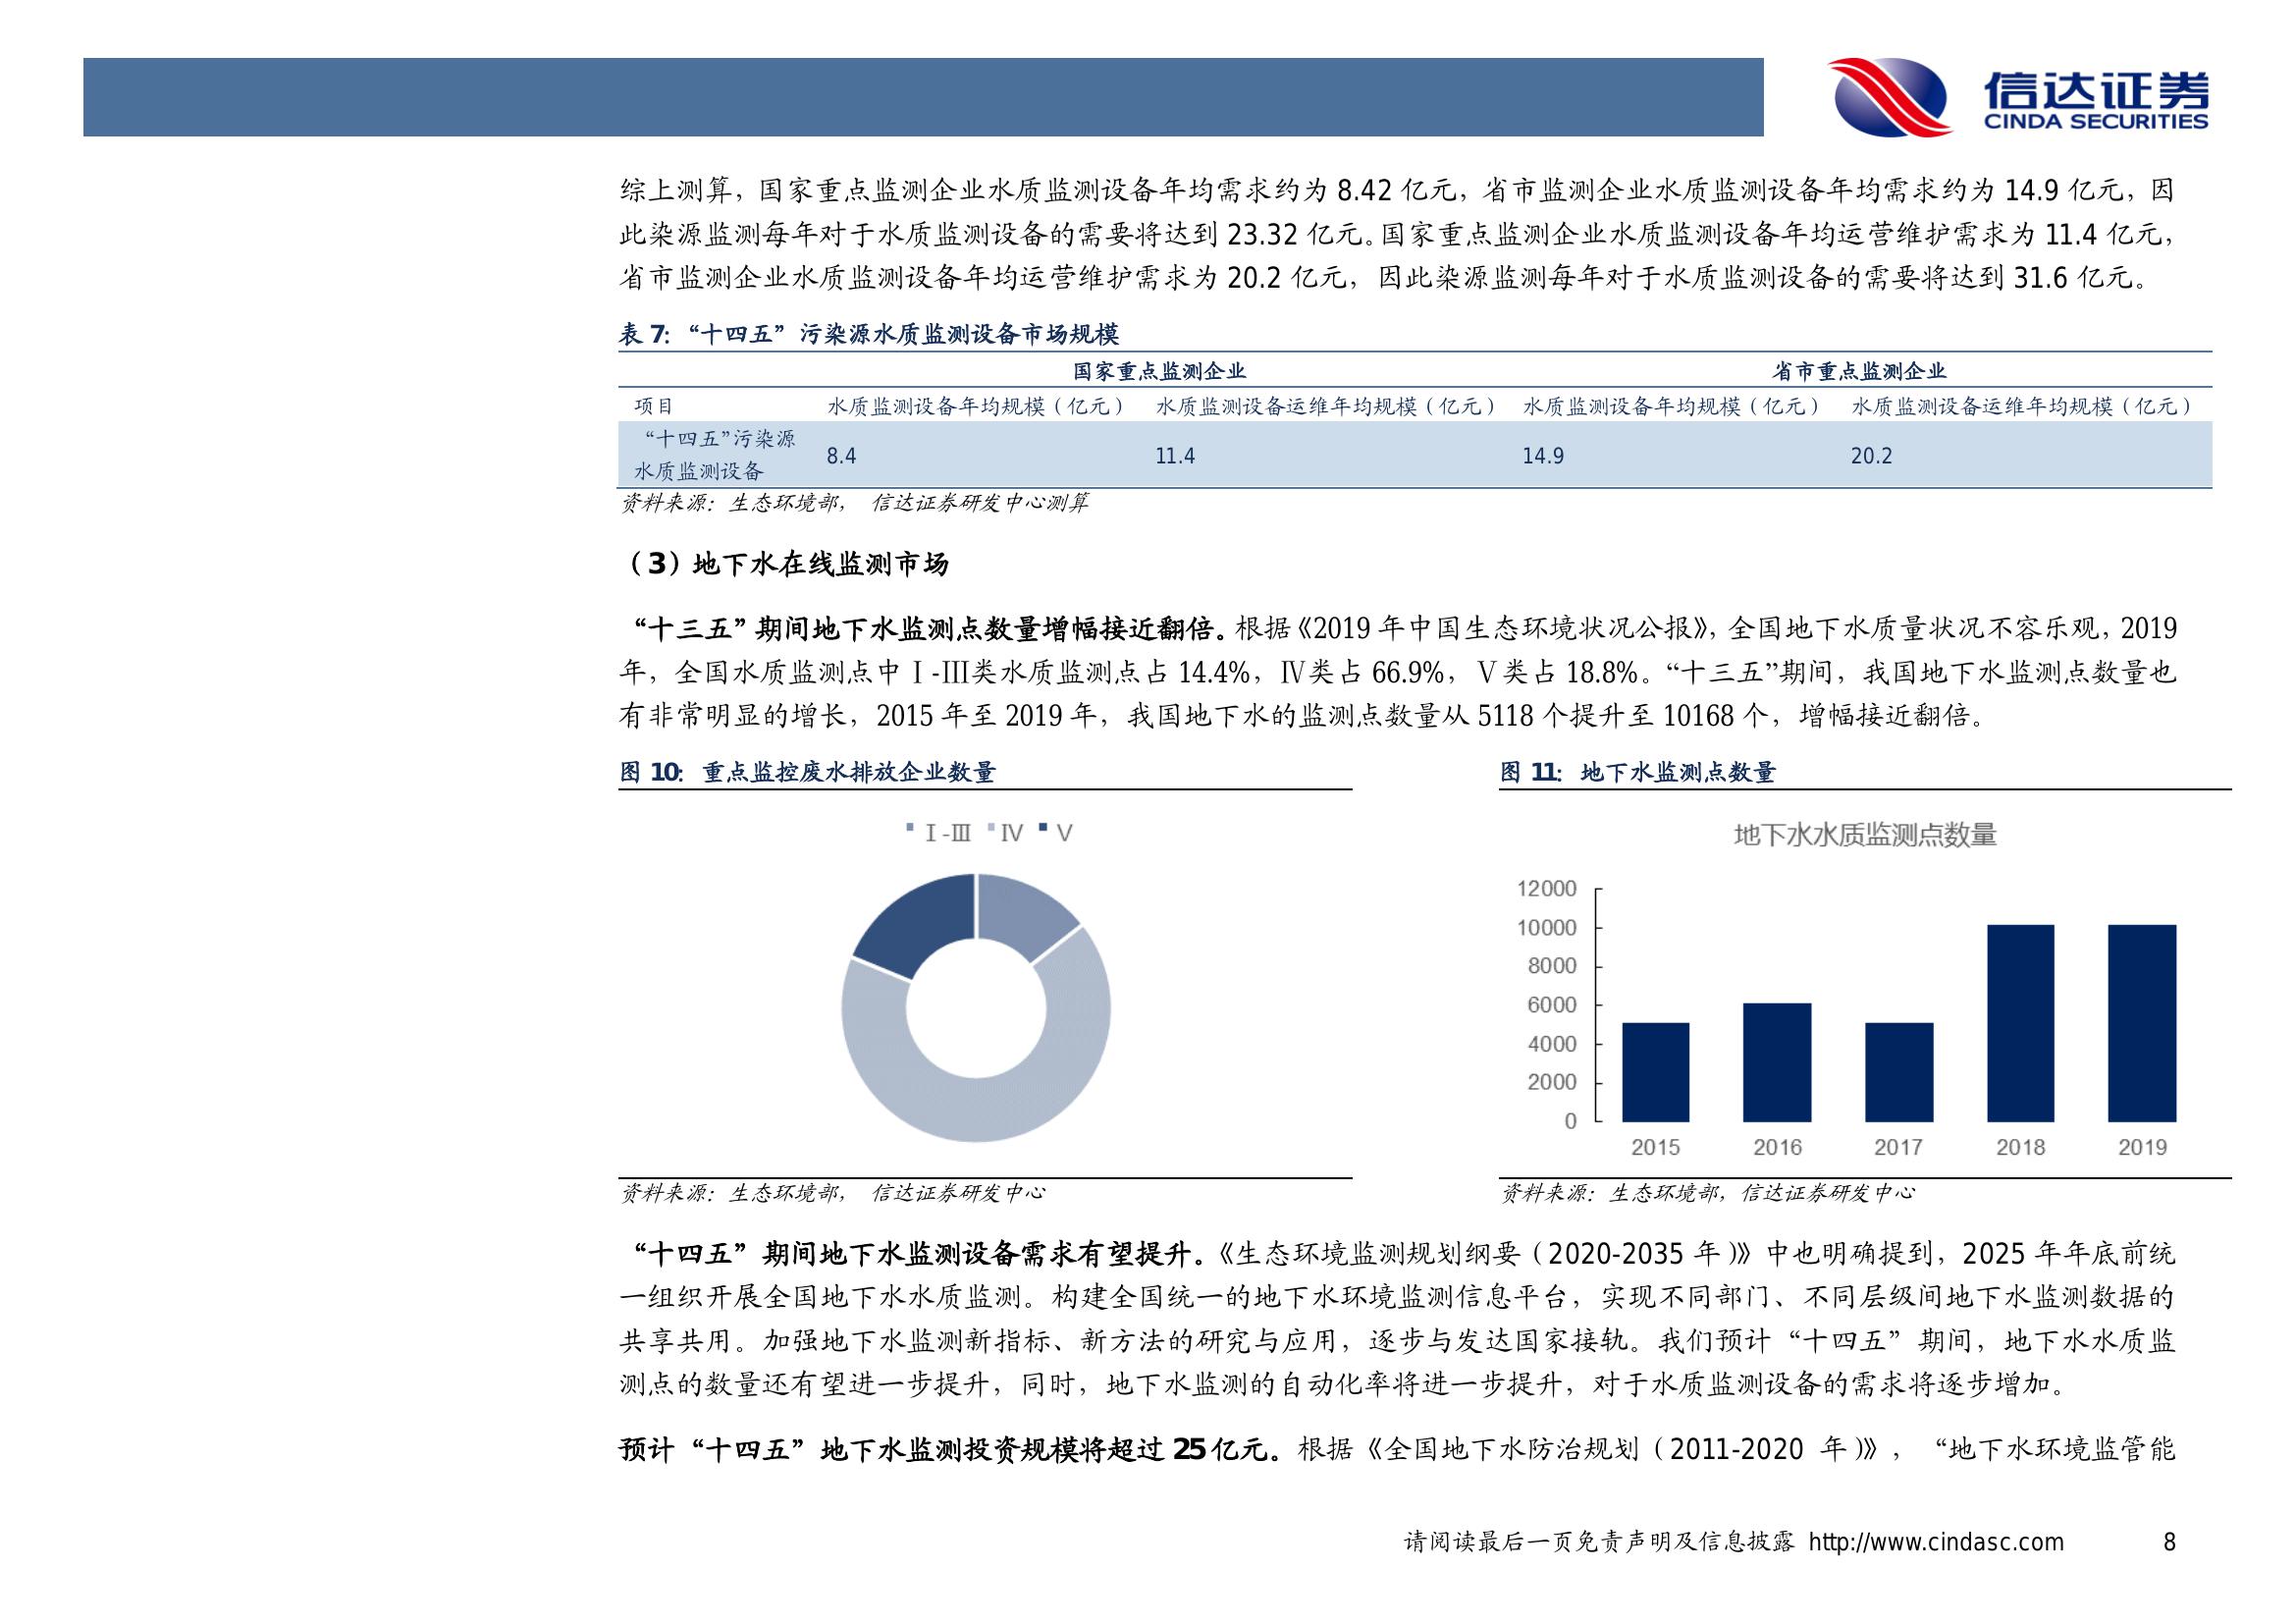 信达证券
CINDA SECURITIES
综上测算，国家重点监测企业水质监测设备年均需求约为 8.42 亿元，省市监测企业水质监测设备年均需求约为 14.9 亿元，因
此染源监测每年对于水质监测设备的需要将达到 23.32 亿元。国家重点监测企业水质监测设备年均运营维护需求为 11.4 亿元，
省市监测企业水质监测设备年均运营维护需求为 20.2 亿元，因此染源监测每年对于水质监测设备的需要将达到 31.6 亿元。
表 7：“十四五”污染源水质监测设备市场规模
国家重点监测企业 省市重点监测企业
项目 水质监测设备年均规模（亿元） 水质监测设备运维年均规模（亿元） 水质监测设备年均规模（亿元） 水质监测设备运维年均规模（亿元）
“十四五”污染源
水质监测设备 8.4 11.4 14.9 20.2
资料来源：生态环境部， 信达证券研发中心测算
（3）地下水在线监测市场
“十三五”期间地下水监测点数量增幅接近翻倍。根据《2019 年中国生态环境状况公报》，全国地下水质量状况不容乐观，2019
年，全国水质监测点中Ⅰ-Ⅲ类水质监测点占 14.4%，Ⅳ类占 66.9%，Ⅴ类占 18.8%。“十三五”期间，我国地下水监测点数量也
有非常明显的增长，2015 年至 2019 年，我国地下水的监测点数量从 5118 个提升至 10168 个，增幅接近翻倍。
图 10：重点监控废水排放企业数量
Ⅰ-Ⅲ Ⅳ Ⅴ
资料来源：生态环境部， 信达证券研发中心
图 11：地下水监测点数量
地下水水质监测点数量
12000
10000
8000
6000
4000
2000
0
2015 2016 2017 2018 2019
资料来源：生态环境部，信达证券研发中心
“十四五”期间地下水监测设备需求有望提升。《生态环境监测规划纲要（2020-2035 年）》中也明确提到，2025 年年底前统
一组织开展全国地下水水质监测。构建全国统一的地下水环境监测信息平台，实现不同部门、不同层级间地下水监测数据的
共享共用。加强地下水监测新指标、新方法的研究与应用，逐步与发达国家接轨。我们预计“十四五”期间，地下水水质监
测点的数量还有望进一步提升，同时，地下水监测的自动化率将进一步提升，对于水质监测设备的需求将逐步增加。
预计“十四五”地下水监测投资规模将超过 25 亿元。根据《全国地下水防治规划（2011-2020 年）》，“地下水环境监管能
请阅读最后一页免责声明及信息披露 http://www.cindasc.com 8